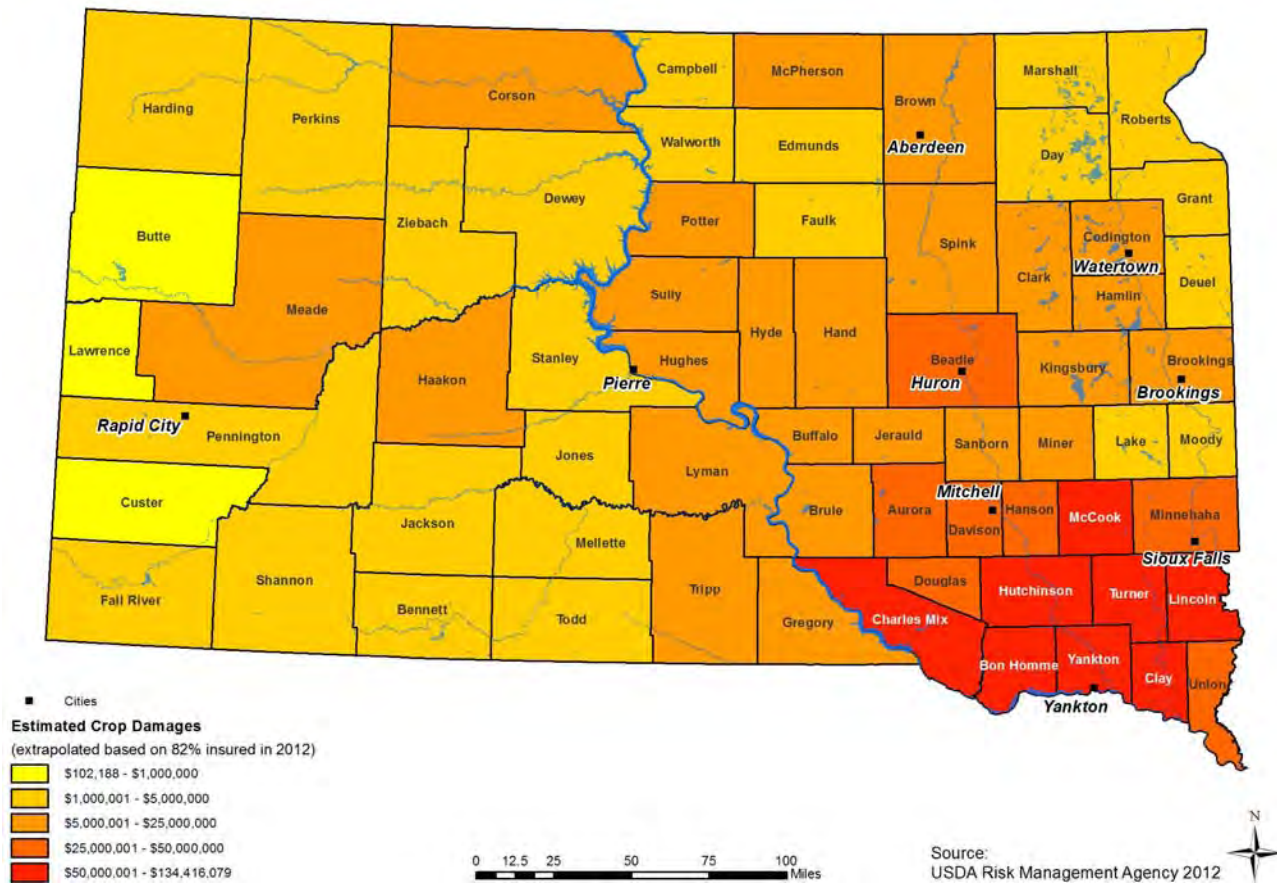 Harding
Perkins
Corson
Campbell
McPherson
Brown
Marshall
Roberts
Walworth
Edmunds
Aberdeen
Day
Butte
Ziebach
Dewey
Potter
Faulk
Spink
Grant
Codington
Clark
Watertown
Meade
Sully
Hyde
Hand
Hamlin
Deuel
Lawrence
Haakon
Stanley
Hughes
Pierre
Beadle
Huron
Kingsbury
Brookings
Brookings
Rapid City
Pennington
Jones
Lyman
Buffalo
Jerauld
Sanborn
Miner
Lake
Moody
Custer
Jackson
Mellette
Brule
Aurora
Mitchell
Davison
Hanson
McCook
Minnehaha
Sioux Falls
Fall River
Shannon
Bennett
Todd
Tripp
Gregory
Charles Mix
Douglas
Hutchinson
Turner
Lincoln
Bon Homme
Yankton
Clay
Union
Yankton
Cities
Estimated Crop Damages
(extrapolated based on 82% insured in 2012)
$102,188 - $1,000,000
$1,000,001 - $5,000,000
$5,000,001 - $25,000,000
$25,000,001 - $50,000,000
$50,000,001 - $134,416,079
0 12.5 25 50 75 100
Miles
N
Source:
USDA Risk Management Agency 2012